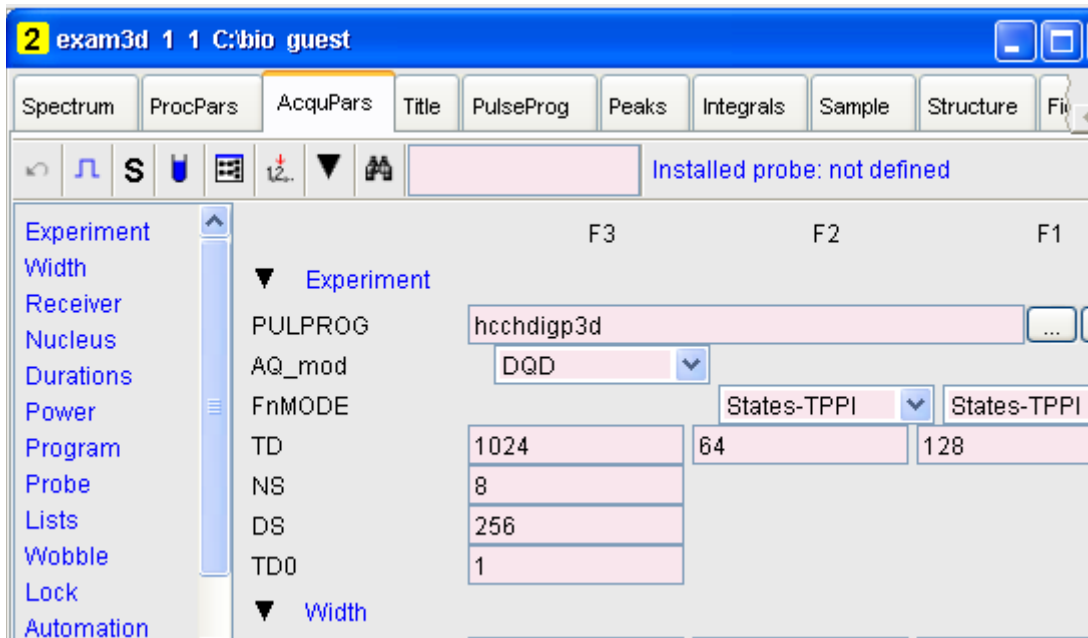 2 exam3d 1 1 C:\bio guest
Spectrum ProcPars AcquPars Title PulseProg Peaks Integrals Sample Structure
S 1,2... Installed probe: not defined
Experiment
Width
Receiver
Nucleus
Durations
Power
Program
Probe
Lists
Wobble
Lock
Automation
F3 F2 F1
Experiment
PULPROG hcchdigp3d ...
AQ_mod DQD
FnMODE States-TPPI States-TPPI
TD 1024 64 128
NS 8
DS 256
TD0 1
Width